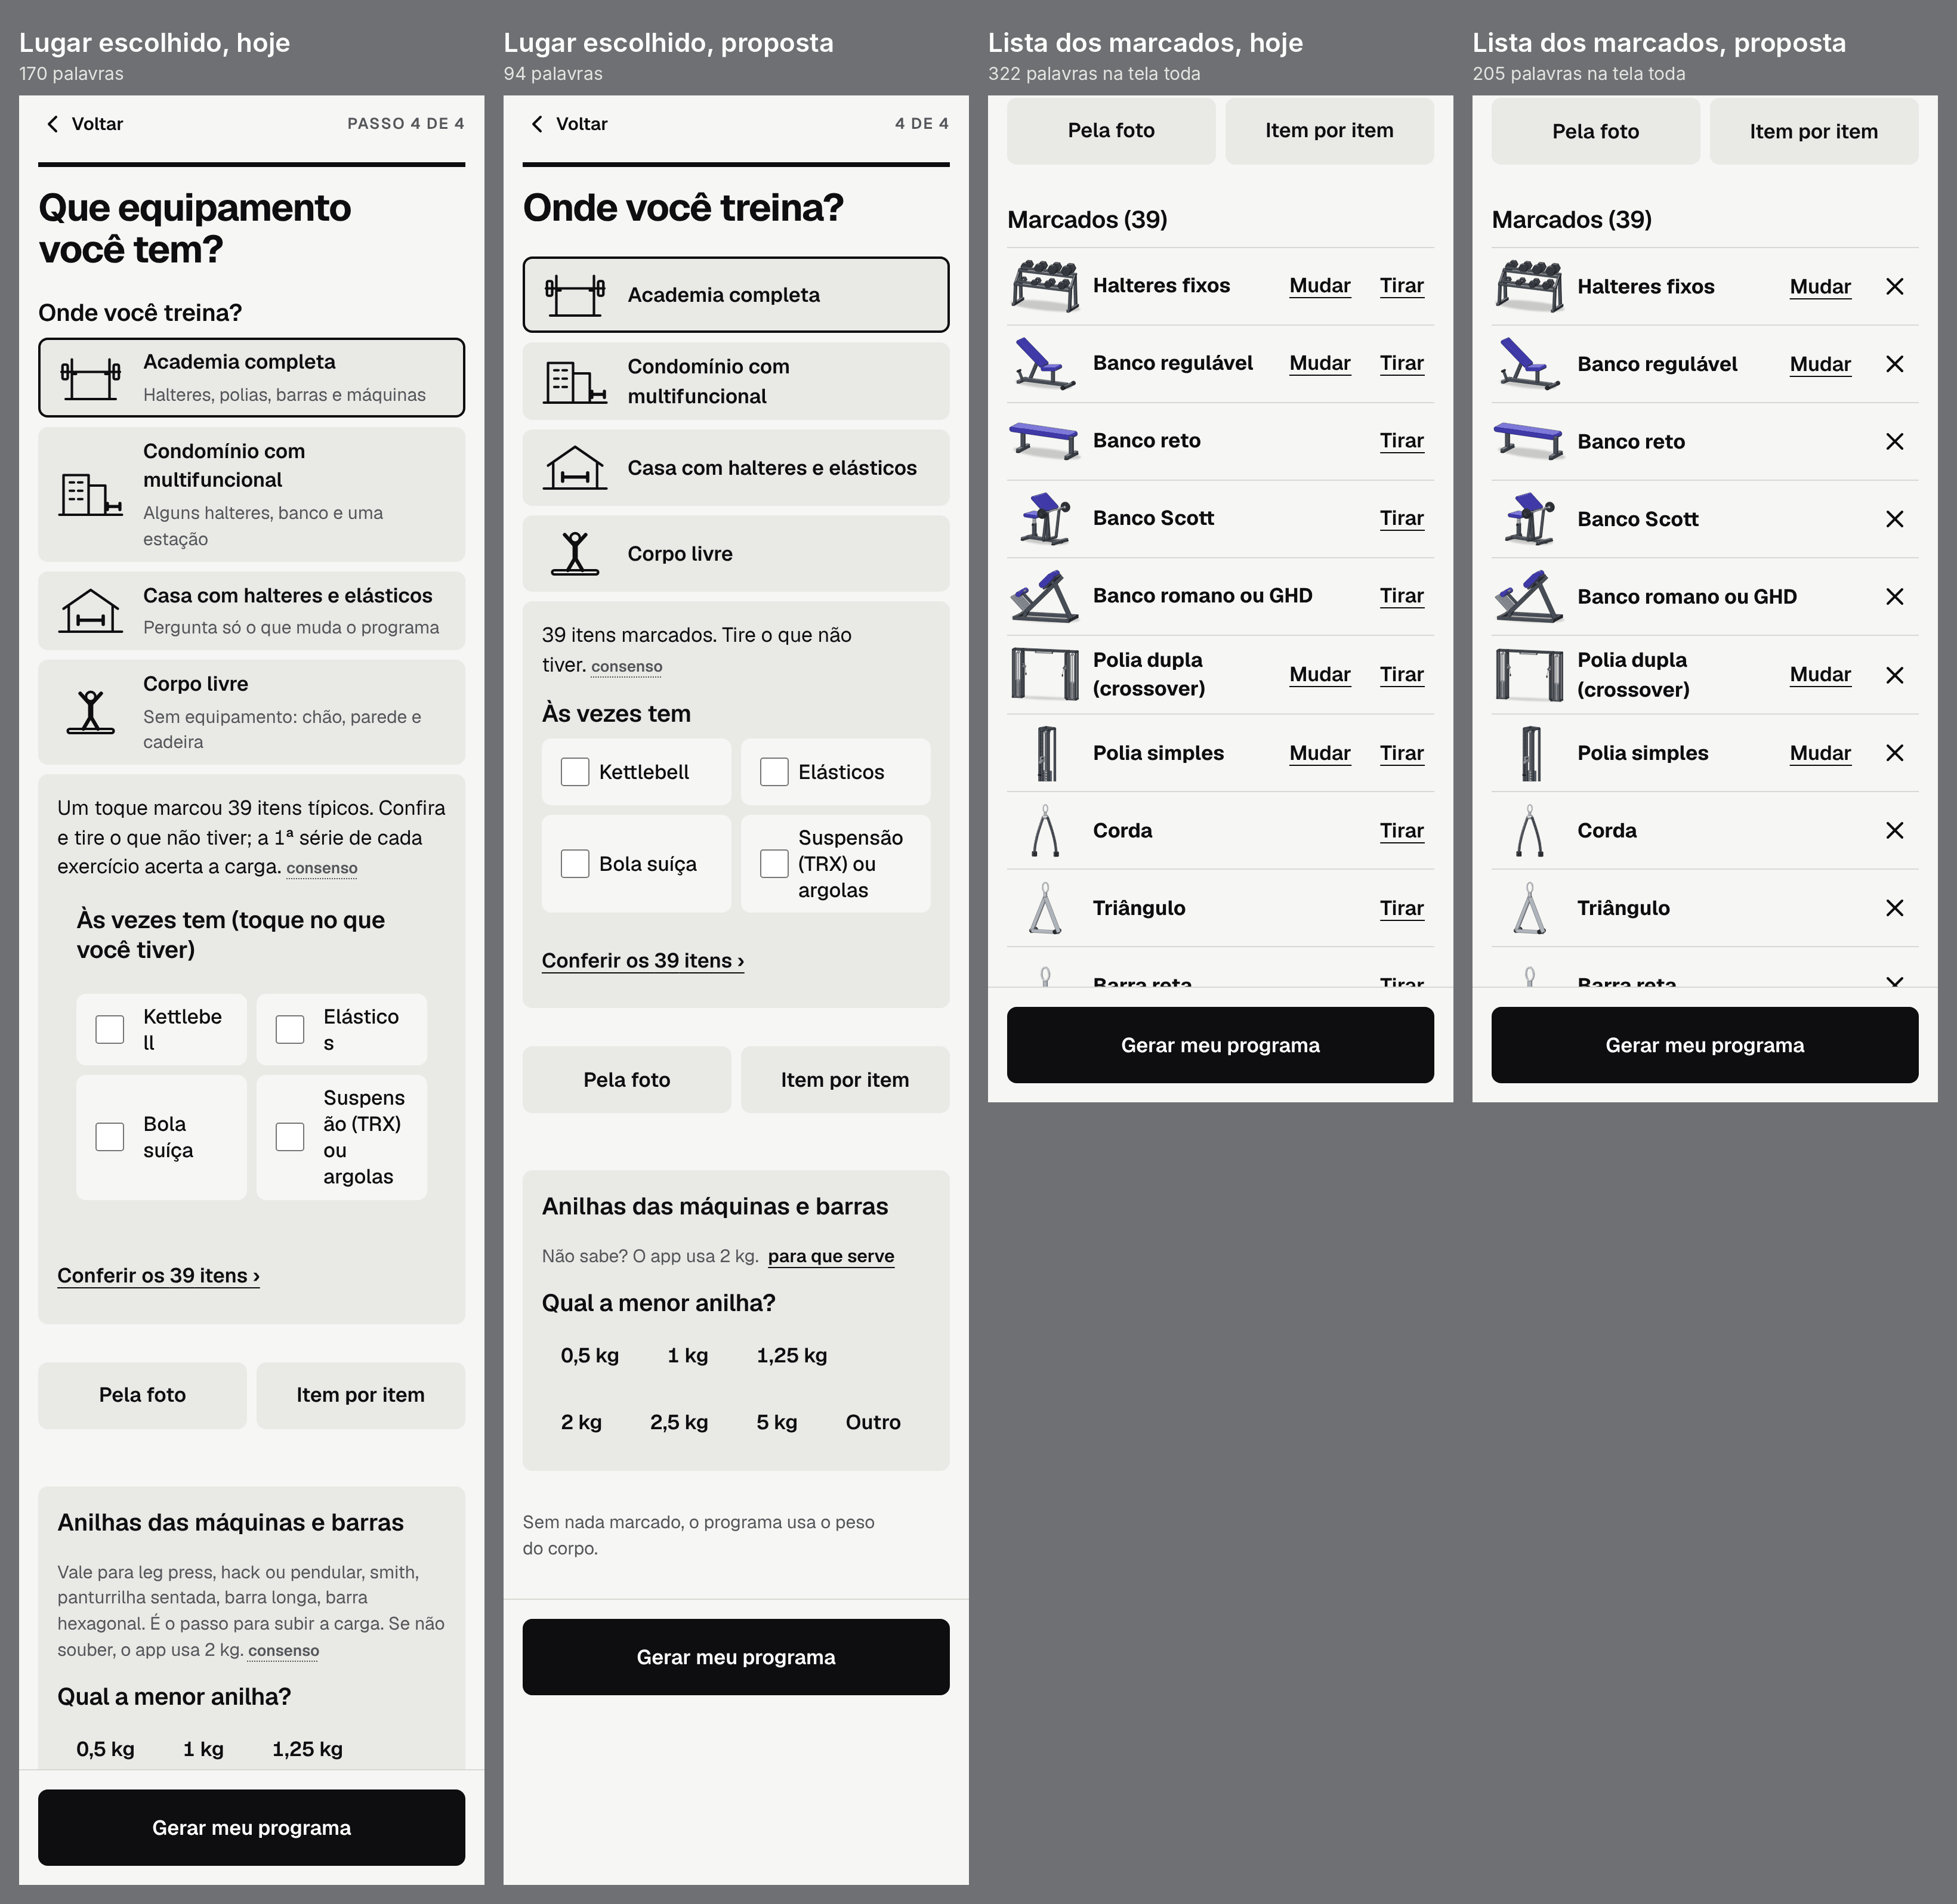 Lugar escolhido, hoje
170 palavras
Voltar
PASSO 4 DE 4
Que equipamento
você tem?
Onde você treina?
Academia completa
Halteres, polias, barras e máquinas
Condomínio com
multifuncional
Alguns halteres, banco e uma
estação
Casa com halteres e elásticos
Pergunta só o que muda o programa
Corpo livre
Sem equipamento: chão, parede e
cadeira
Um toque marcou 39 itens típicos. Confira
e tire o que não tiver; a 1ª série de cada
exercício acerta a carga. consenso
Às vezes tem (toque no que
você tiver)
Kettlebe
ll
Elástico
s
Bola
suíça
Suspens
ão (TRX)
ou
argolas
Conferir os 39 itens ›
Pela foto
Item por item
Anilhas das máquinas e barras
Vale para leg press, hack ou pendular, smith,
panturrilha sentada, barra longa, barra
hexagonal. É o passo para subir a carga. Se não
souber, o app usa 2 kg. consenso
Qual a menor anilha?
0,5 kg
1 kg
1,25 kg
Gerar meu programa
Lugar escolhido, proposta
94 palavras
Voltar
4 DE 4
Onde você treina?
Academia completa
Condomínio com
multifuncional
Casa com halteres e elásticos
Corpo livre
39 itens marcados. Tire o que não
tiver. consenso
Às vezes tem
Kettlebell
Elásticos
Bola suíça
Suspensão
(TRX) ou
argolas
Conferir os 39 itens ›
Pela foto
Item por item
Anilhas das máquinas e barras
Não sabe? O app usa 2 kg. para que serve
Qual a menor anilha?
0,5 kg
1 kg
1,25 kg
2 kg
2,5 kg
5 kg
Outro
Sem nada marcado, o programa usa o peso
do corpo.
Gerar meu programa
Lista dos marcados, hoje
322 palavras na tela toda
Pela foto
Item por item
Marcados (39)
Halteres fixos
Mudar
Tirar
Banco regulável
Mudar
Tirar
Banco reto
Tirar
Banco Scott
Tirar
Banco romano ou GHD
Tirar
Polia dupla
(crossover)
Mudar
Tirar
Polia simples
Mudar
Tirar
Corda
Tirar
Triângulo
Tirar
Barra reta
Tirar
Gerar meu programa
Lista dos marcados, proposta
205 palavras na tela toda
Pela foto
Item por item
Marcados (39)
Halteres fixos
Mudar
Banco regulável
Mudar
Banco reto
Banco Scott
Banco romano ou GHD
Polia dupla
(crossover)
Mudar
Polia simples
Mudar
Corda
Triângulo
Barra reta
Gerar meu programa